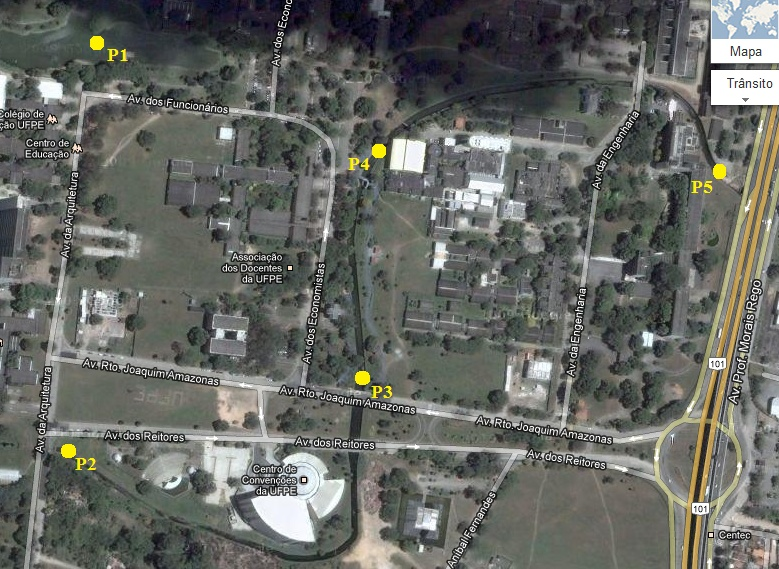 Mapa
Trânsito
P1
Av. dos Econo
Av. dos Funcionários
Colégio de
ção UFPE
Centro de
Educação
P4
Av. da Engenharia
P5
Av. da Arquitetura
Associação
dos Docentes
da UFPE
Av. dos Economistas
Av. da Engenharia
Av. Prof. Morais Rego
101
Av. Rto. Joaquim Amazonas
P3
Av. Rto. Joaquim Amazonas
UFPE
Av. Rto. Joaquim Amazonas
Av. da Arquitetura
Av. dos Reitores
Av. dos Reitores
Av. dos Reitores
P2
Centro de
Convenções
da UFPE
Aníbal Fernandes
101
Centec